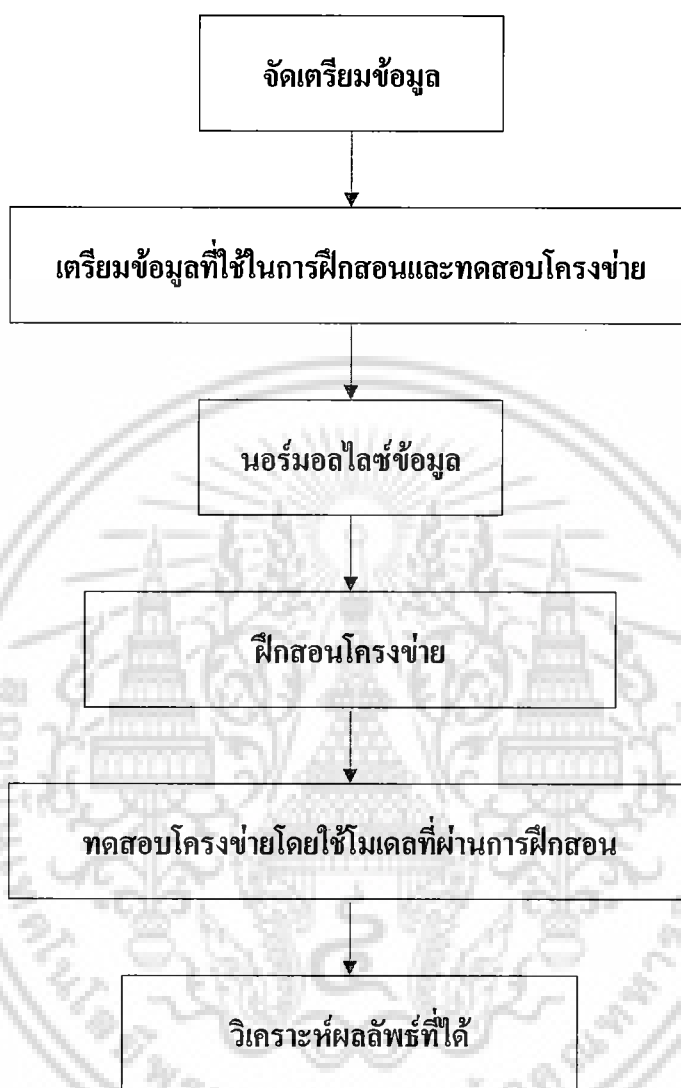 จัดเตรียมข้อมูล
เตรียมข้อมูลที่ใช้ในการฝึกสอนและทดสอบโครงข่าย
นอร์มอลไลซ์ข้อมูล
ฝึกสอนโครงข่าย
ทดสอบโครงข่ายโดยใช้โมเดลที่ผ่านการฝึกสอน
วิเคราะห์ผลลัพธ์ที่ได้